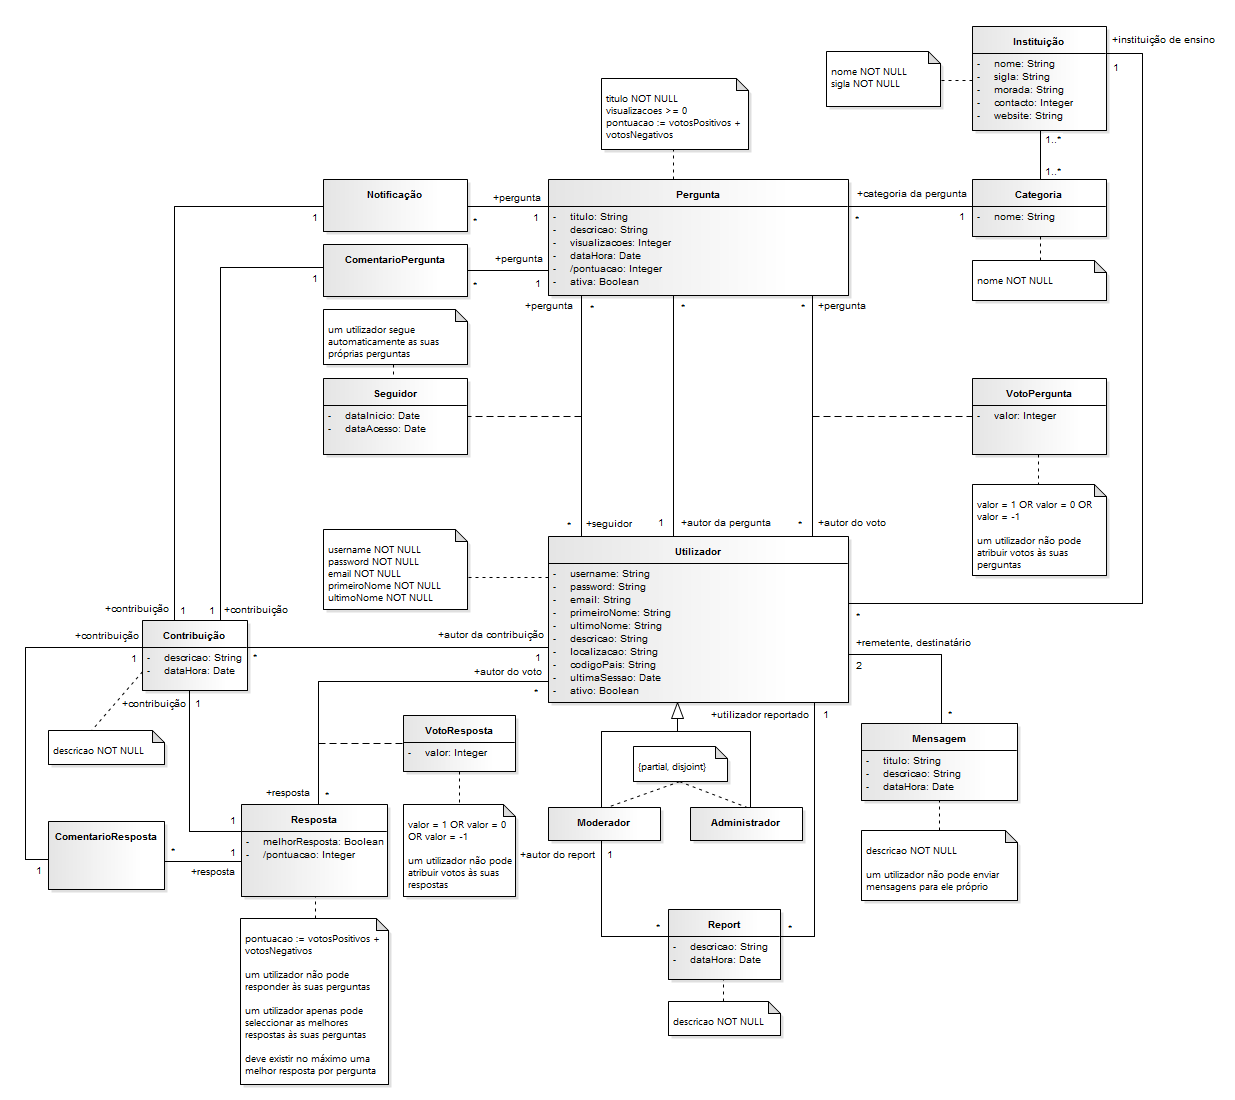 Instituição
- nome: String
- sigla: String
- morada: String
- contacto: Integer
- website: String
+instituição de ensino
1
nome NOT NULL
sigla NOT NULL
1..*
1..*
titulo NOT NULL
visualizacoes >= 0
pontuacao := votosPositivos +
votosNegativos
Notificação
1
*
+pergunta
1
Pergunta
- titulo: String
- descricao: String
- visualizacoes: Integer
- dataHora: Date
- /pontuacao: Integer
- ativa: Boolean
+categoria da pergunta
*
1
Categoria
- nome: String
nome NOT NULL
ComentarioPergunta
1
*
+pergunta
1
+pergunta
*
*
*
+pergunta
um utilizador segue
automaticamente as suas
próprias perguntas
Seguidor
- dataInicio: Date
- dataAcesso: Date
VotoPergunta
- valor: Integer
valor = 1 OR valor = 0 OR
valor = -1
um utilizador não pode
atribuir votos às suas
perguntas
*
+seguidor
1
+autor da pergunta
*
+autor do voto
username NOT NULL
password NOT NULL
email NOT NULL
primeiroNome NOT NULL
ultimoNome NOT NULL
Utilizador
- username: String
- password: String
- email: String
- primeiroNome: String
- ultimoNome: String
- descricao: String
- localizacao: String
- codigoPais: String
- ultimaSessao: Date
- ativo: Boolean
*
+remetente, destinatário
2
*
+contribuição
1
1
+contribuição
+contribuição
1
Contribuição
- descricao: String
- dataHora: Date
*
+autor da contribuição
1
+autor do voto
*
+contribuição
1
descricao NOT NULL
VotoResposta
- valor: Integer
valor = 1 OR valor = 0
OR valor = -1
um utilizador não pode
atribuir votos às suas
respostas
+utilizador reportado
1
{partial, disjoint}
Moderador
Administrador
Mensagem
- titulo: String
- descricao: String
- dataHora: Date
descricao NOT NULL
um utilizador não pode enviar
mensagens para ele próprio
+resposta
*
1
Resposta
- melhorResposta: Boolean
- /pontuacao: Integer
ComentarioResposta
1
*
1
+resposta
+autor do report
1
*
*
Report
- descricao: String
- dataHora: Date
descricao NOT NULL
pontuacao := votosPositivos +
votosNegativos
um utilizador não pode
responder às suas perguntas
um utilizador apenas pode
seleccionar as melhores
respostas às suas perguntas
deve existir no máximo uma
melhor resposta por pergunta